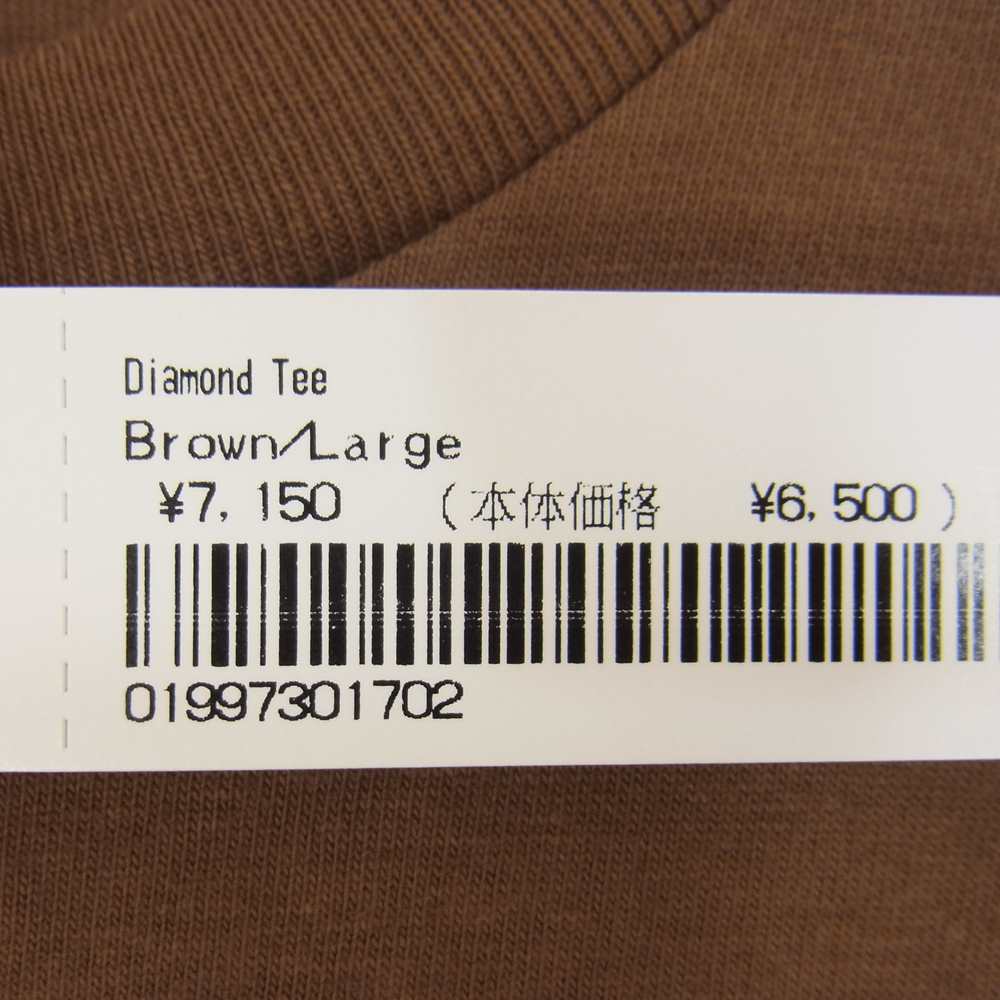 Diamond Tee
Brown/Large
¥7,150 (本体価格 ¥6,500)
01997301702